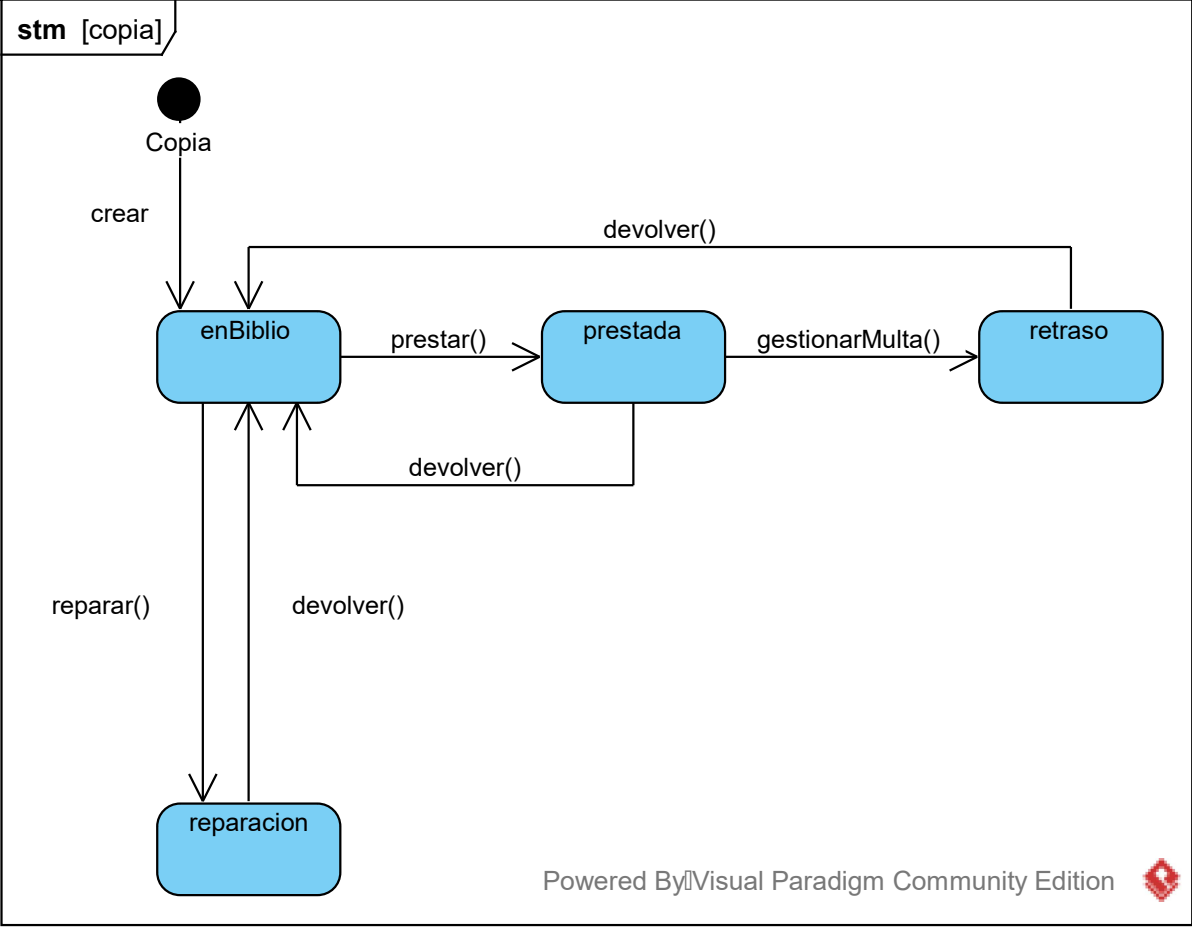 stm [copia]
Copia
crear
devolver()
enBiblio
prestar()
prestada
gestionarMulta()
retraso
devolver()
reparar()
devolver()
reparacion
Powered By Visual Paradigm Community Edition